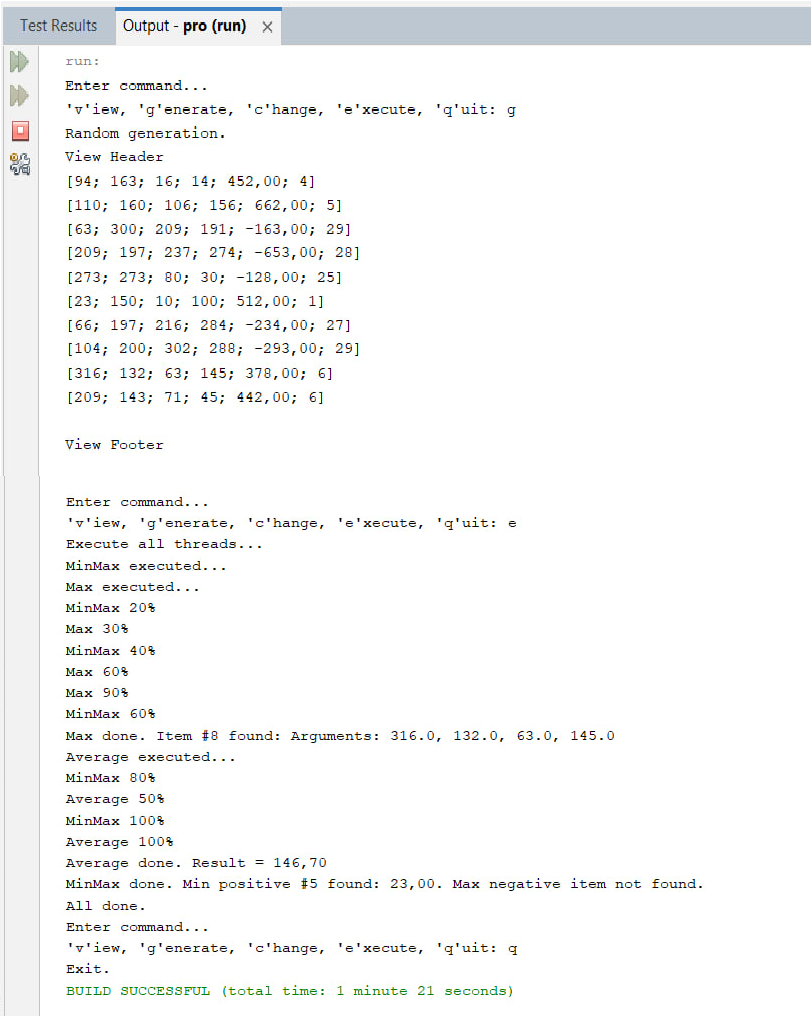 Test Results
Output - pro (run)
run:
Enter command...
'v'iew, 'g'enerate, 'c'hange, 'e'xecute, 'q'uit: g
Random generation.
View Header
[94; 163; 16; 14; 452,00; 4]
[110; 160; 106; 156; 662,00; 5]
[63; 300; 209; 191; -163,00; 29]
[209; 197; 237; 274; -653,00; 28]
[273; 273; 80; 30; -128,00; 25]
[23; 150; 10; 100; 512,00; 1]
[66; 197; 216; 284; -234,00; 27]
[104; 200; 302; 288; -293,00; 29]
[316; 132; 63; 145; 378,00; 6]
[209; 143; 71; 45; 442,00; 6]
View Footer
Enter command...
'v'iew, 'g'enerate, 'c'hange, 'e'xecute, 'q'uit: e
Execute all threads...
MinMax executed...
Max executed...
MinMax 20%
Max 30%
MinMax 40%
Max 60%
Max 90%
MinMax 60%
Max done. Item #8 found: Arguments: 316.0, 132.0, 63.0, 145.0
Average executed...
MinMax 80%
Average 50%
MinMax 100%
Average 100%
Average done. Result = 146,70
MinMax done. Min positive #5 found: 23,00. Max negative item not found.
All done.
Enter command...
'v'iew, 'g'enerate, 'c'hange, 'e'xecute, 'q'uit: q
Exit.
BUILD SUCCESSFUL (total time: 1 minute 21 seconds)